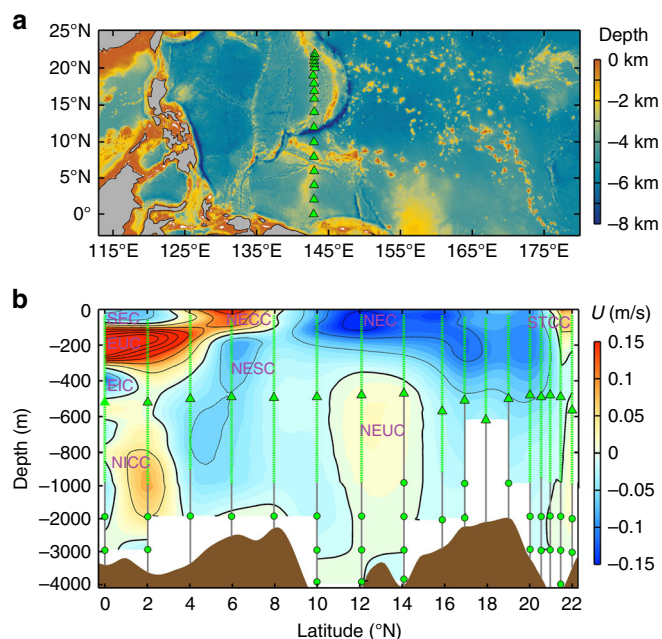 a
25°N
20°N
15°N
10°N
5°N
0°
115°E 125°E 135°E 145°E 155°E 165°E 175°E
Depth
0 km
−2 km
−4 km
−6 km
−8 km
b
0
−200
−400
−600
−800
−1000
−2000
−3000
−4000
Depth (m)
SEC
EUC
EIC
NICC
NECC
NESC
NEC
NEUC
STCC
0 2 4 6 8 10 12 14 16 18 20 22
Latitude (°N)
U (m/s)
0.15
0.10
0.05
0
−0.05
−0.10
−0.15